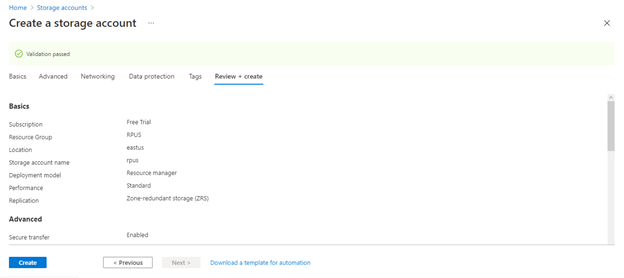 Home > Storage accounts >
Create a storage account ...
Validation passed
Basics Advanced Networking Data protection Tags Review + create
Basics
Subscription Free Trial
Resource Group RPUS
Location eastus
Storage account name rpus
Deployment model Resource manager
Performance Standard
Replication Zone-redundant storage (ZRS)
Advanced
Secure transfer Enabled
Create < Previous Next > Download a template for automation